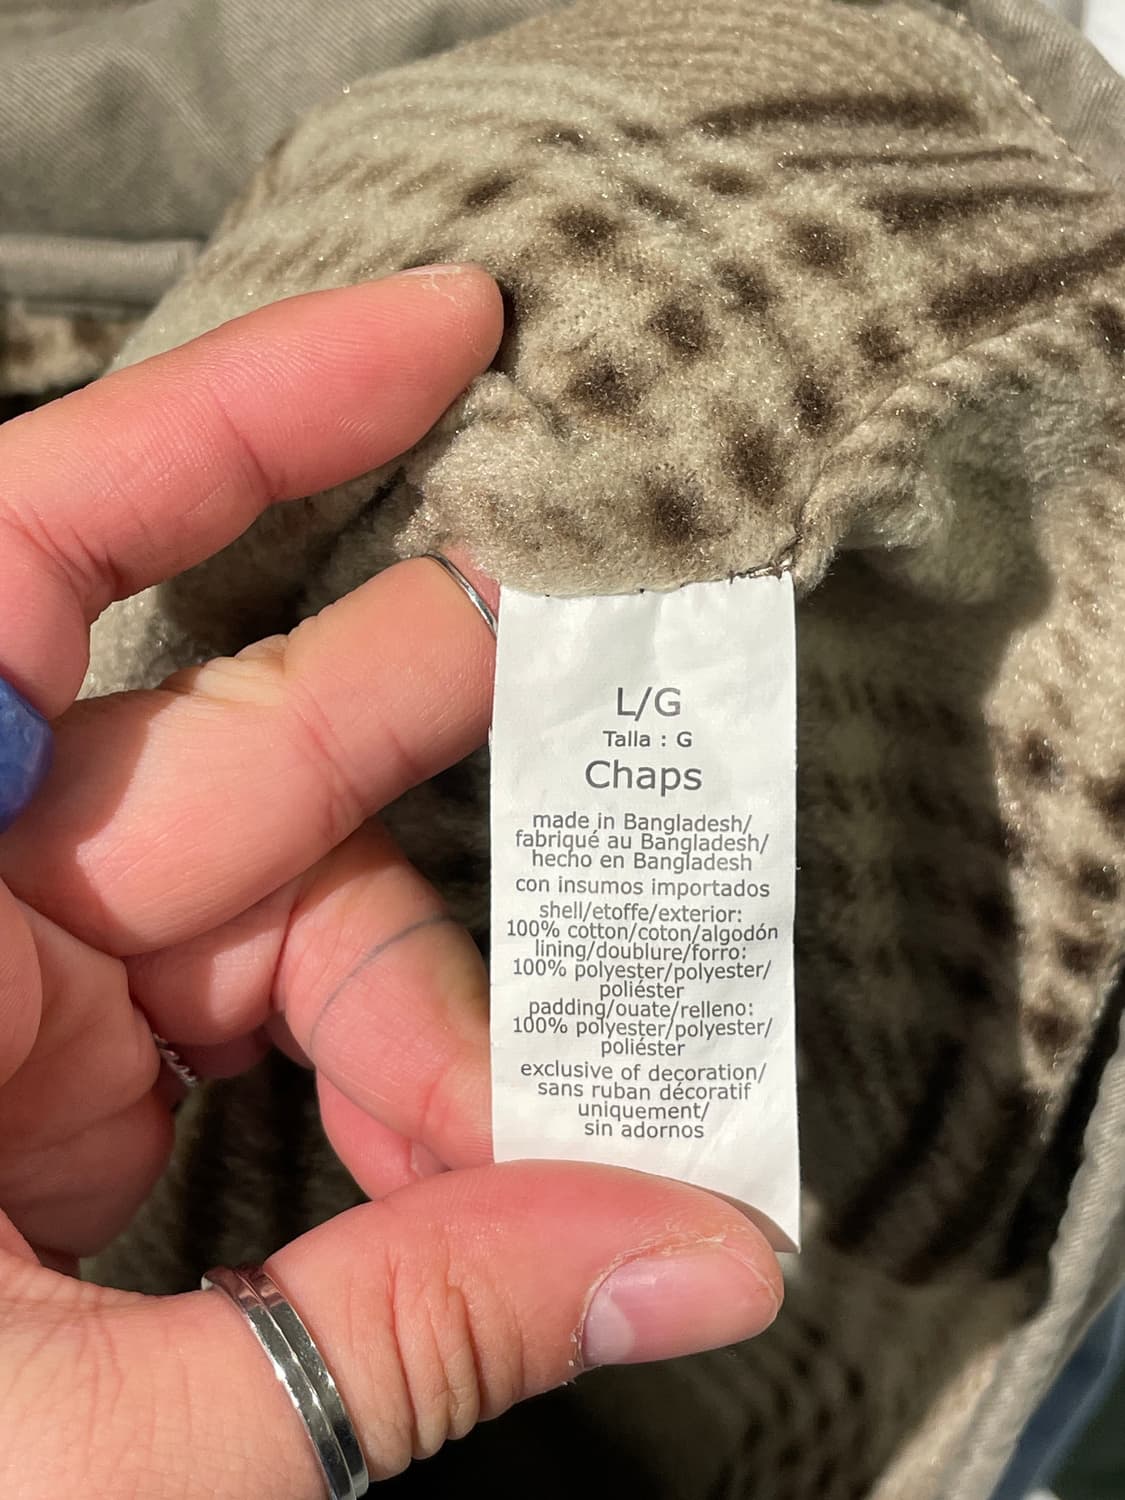 L/G
Talla : G
Chaps
made in Bangladesh/
fabriqué au Bangladesh/
hecho en Bangladesh
con insumos importados
shell/etoffe/exterior:
100% cotton/coton/algodón
lining/doublure/forro:
100% polyester/polyester/
poliéster
padding/ouate/relleno:
100% polyester/polyester/
poliéster
exclusive of decoration/
sans ruban décoratif
uniquement/
sin adornos